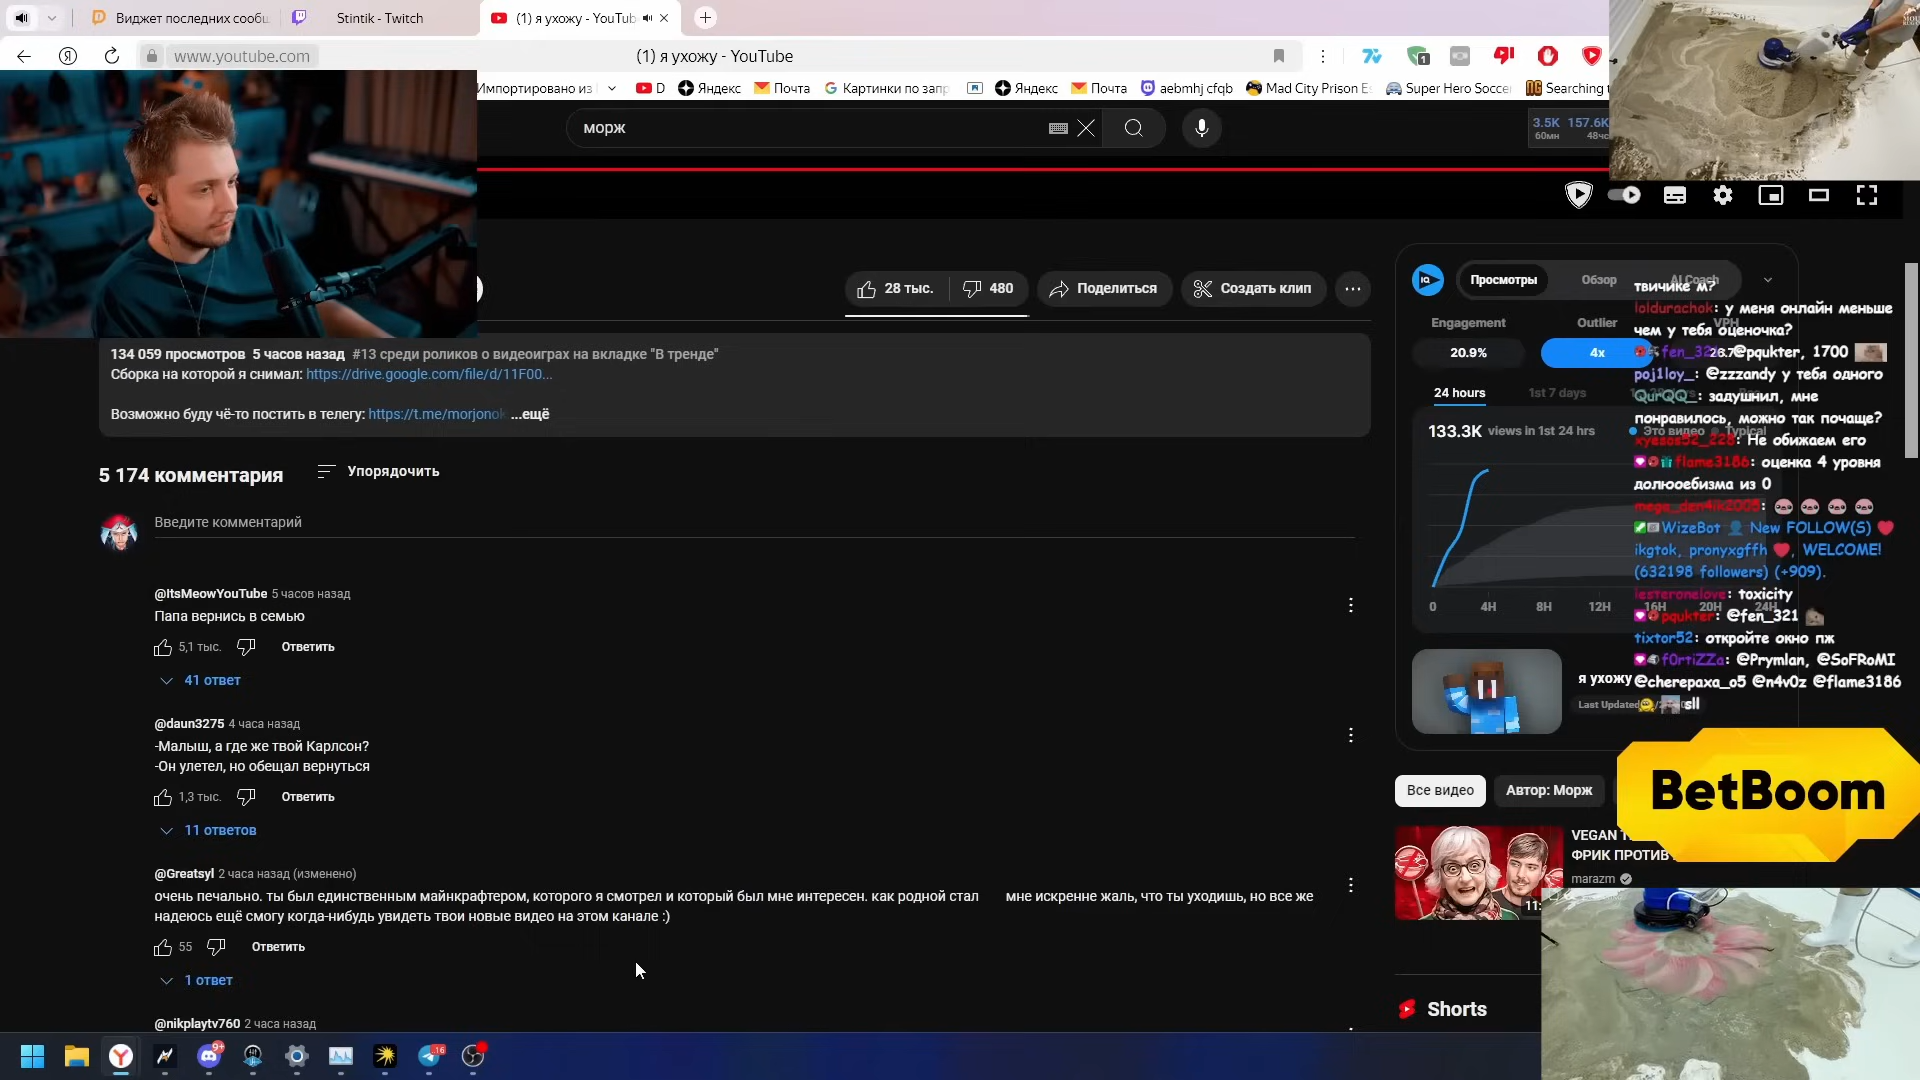 Виджет последних сообщ
Stintik - Twitch
(1) я ухожу - YouTub
www.youtube.com
(1) я ухожу - YouTube
1
Импортировано из
D
Яндекс
Почта
Картинки по запр
Яндекс
Почта
aebmhj cfqb
Mad City Prison Es
Super Hero Soccer
Searching
морж
3.5K 157.6K
60мн 48чс
28 тыс.
480
Поделиться
Создать клип
134 059 просмотров 5 часов назад #13 среди роликов о видеоиграх на вкладке "В тренде"
Сборка на которой я снимал: https://drive.google.com/file/d/11F00...
Возможно буду чё-то постить в телегу: https://t.me/morjonok ...ещё
5 174 комментария
Упорядочить
Введите комментарий
@ItsMeowYouTube 5 часов назад
Папа вернись в семью
5,1 тыс.
Ответить
41 ответ
@daun3275 4 часа назад
-Малыш, а где же твой Карлсон?
-Он улетел, но обещал вернуться
1,3 тыс.
Ответить
11 ответов
@Greatsyl 2 часа назад (изменено)
очень печально. ты был единственным майнкрафтером, которого я смотрел и который был мне интересен. как родной стал мне искренне жаль, что ты уходишь, но все же
надеюсь ещё смогу когда-нибудь увидеть твои новые видео на этом канале :)
55
Ответить
1 ответ
@nikplaytv760 2 часа назад
IQ
Просмотры
Обзор
AI Coach
Engagement
Outlier
VPH
20.9%
4x
24 hours
1st 7 days
133.3K views in 1st 24 hrs
Это видео
Typical
0
4H
8H
12H
16H
20H
24H
я ухожу
Last Updated
твичике м?
loldurachok: у меня онлайн меньше
чем у тебя оценочка?
fen_321: @pqukter, 1700
poj1loy_: @zzzandy у тебя одного
QurQQ_: задушнил, мне
понравилось, можно так почаще?
xyesos52_228: Не обижаем его
flame3186: оценка 4 уровня
долюоебизма из 0
mega_den4ik2005:
WizeBot New FOLLOW(S)
ikgtok, pronyxgffh , WELCOME!
(632198 followers) (+909).
iesteronelove: toxicity
pqukter: @fen_321
tixtor52: откройте окно пж
f0rtiZZa: @Prymlan, @SoFRoMI
@cherepaxa_o5 @n4v0z @flame3186
sll
BetBoom
Все видео
Автор: Морж
VEGAN
ФРИК ПРОТИВ
marazm
11:
Shorts
9+
16